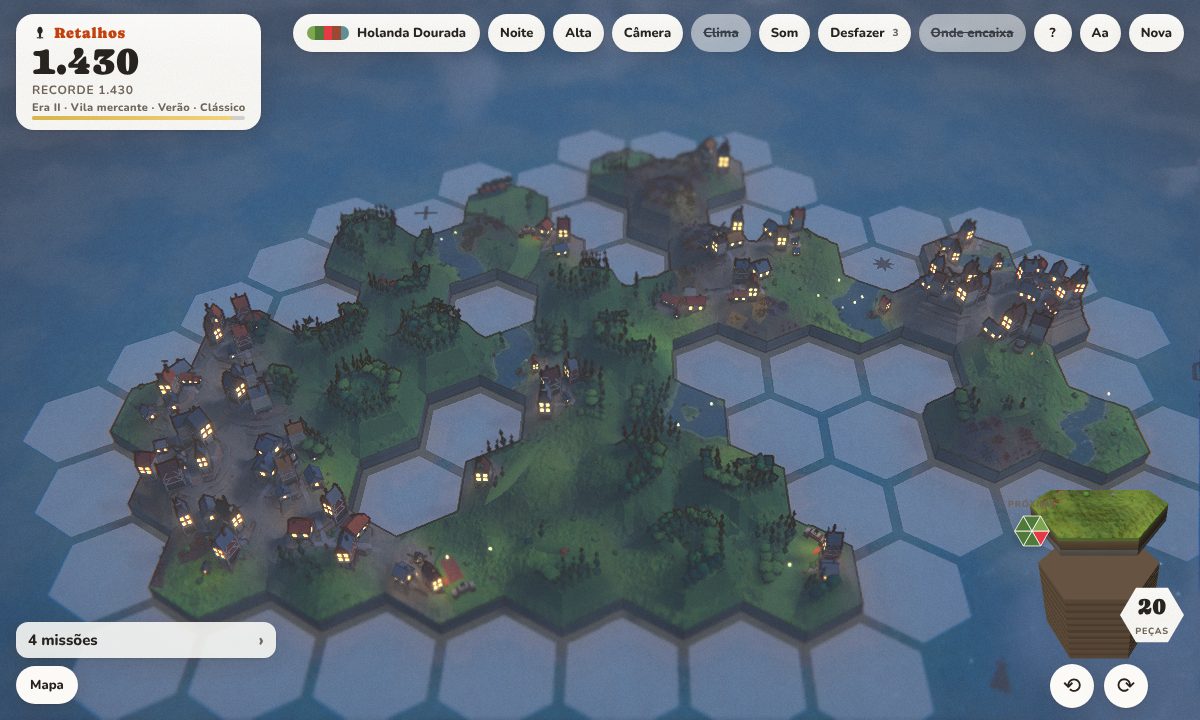 Retalhos
1.430
RECORDE 1.430
Era II · Vila mercante · Verão · Clássico
Holanda Dourada
Noite
Alta
Câmera
Clima
Som
Desfazer 3
Onde encaixa
?
Aa
Nova
4 missões ›
Mapa
20
PEÇAS